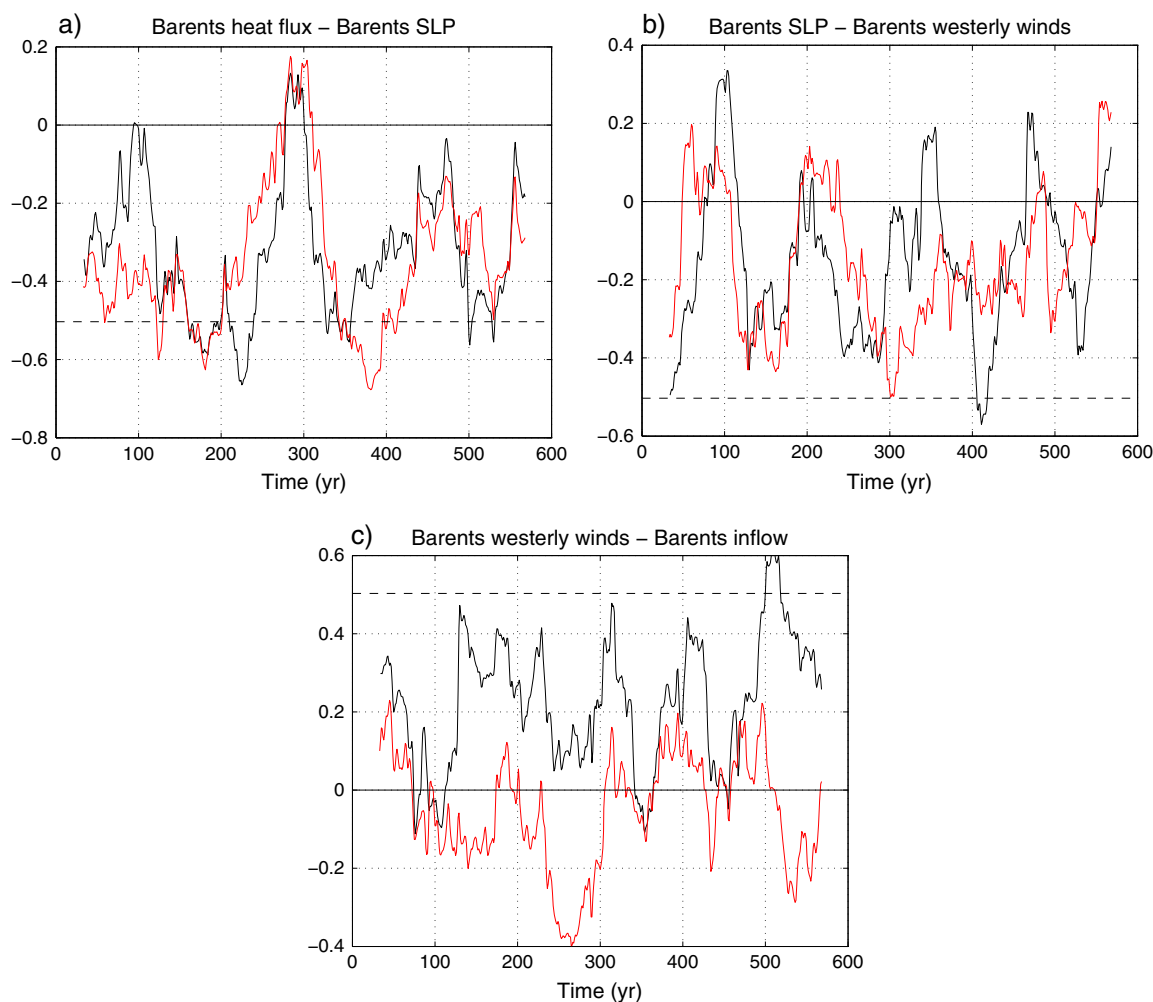 a)
Barents heat flux – Barents SLP
0.2
0
−0.2
−0.4
−0.6
−0.8
0 100 200 300 400 500 600
Time (yr)
b)
Barents SLP – Barents westerly winds
0.4
0.2
0
−0.2
−0.4
−0.6
0 100 200 300 400 500 600
Time (yr)
c)
Barents westerly winds – Barents inflow
0.6
0.4
0.2
0
−0.2
−0.4
0 100 200 300 400 500 600
Time (yr)